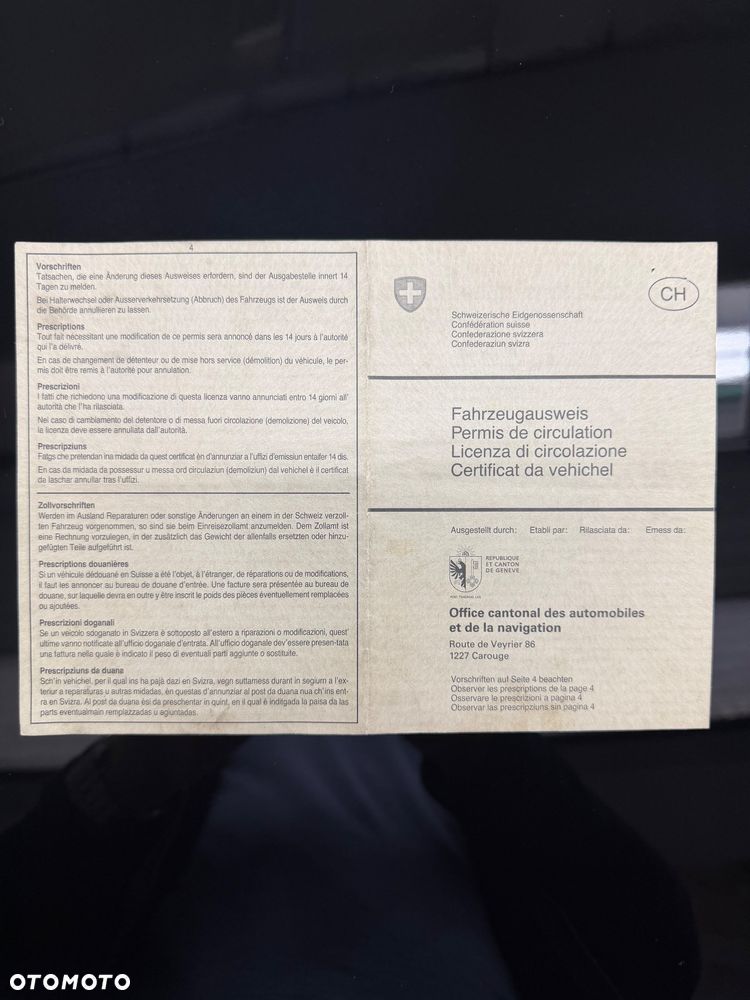 4
Vorschriften
Tatsachen, die eine Änderung dieses Ausweises erfordern, sind der Ausgabestelle innert 14
Tagen zu melden.
Bei Halterwechsel oder Ausserverkehrsetzung (Abbruch) des Fahrzeugs ist der Ausweis durch
die Behörde annullieren zu lassen.
Prescriptions
Tout fait necessitant une modification de ce permis sera annoncé dans les 14 jours à l'autorité
qui l'a délivré.
En cas de changement de détenteur ou de mise hors service (démolition) du véhicule, le per-
mis doit être remis à l'autorité pour annulation.
Prescrizioni
I fatti che richiedono una modificazione di questa licenza vanno annunciati entro 14 giorni all'
autorità che l'ha rilasciata.
Nel caso di cambiamento del detentore o di messa fuori circolazione (demolizione) del veicolo,
la licenza deve essere annullata dall'autorità.
Prescripziuns
Fatgs che pretendan ina midada da quest certificat èn d'annunziar a l'uffizi d'emissiun entaifer 14 dis.
En cas da midada da possessur u messa ord circulaziun (demoliziun) dal vehichel è il certificat
da laschar annullar tras l'uffizi.
Zollvorschriften
Werden im Ausland Reparaturen oder sonstige Änderungen an einem in der Schweiz verzoll-
ten Fahrzeug vorgenommen, so sind sie beim Einreisezollamt anzumelden. Dem Zollamt ist
eine Rechnung vorzulegen, in der zusätzlich das Gewicht der allenfalls ersetzten oder hinzu-
gefügten Teile aufgeführt ist.
Prescriptions douanières
Si un véhicule dédouané en Suisse a été l'objet, à l'étranger, de réparations ou de modifications,
il faut les annoncer au bureau de douane d'entrée. Une facture sera présentée au bureau de
douane, sur laquelle devra en outre y être inscrit le poids des pièces éventuellement remplacées
ou ajoutées.
Prescrizioni doganali
Se un veicolo sdoganato in Svizzera è sottoposto all'estero a riparazioni o modificazioni, quest'
ultime vanno notificate all'ufficio doganale d'entrata. All'ufficio doganale dev'essere presen-tata
una fattura nella quale è indicato il peso di eventuali parti aggiunte o sostituite.
Prescripziuns da duana
Sch'in vehichel, per il qual ins ha pajà dazi en Svizra, vegn suttamess durant in segiurn a l'ex-
teriur a reparaturas u autras midadas, èn questas d'annunziar al post da duana nua ch'ins ent-
ra en Svizra. Al post da duana èsi da preschentar in quint, en il qual è inditgada la paisa da las
parts eventualmain remplazzadas u agiuntadas.
CH
Schweizerische Eidgenossenschaft
Confédération suisse
Confederazione svizzera
Confederaziun svizra
Fahrzeugausweis
Permis de circulation
Licenza di circolazione
Certificat da vehichel
Ausgestellt durch: Etabli par: Rilasciata da: Emess da:
REPUBLIQUE
ET CANTON
DE GENEVE
POST TENEBRAS LUX
Office cantonal des automobiles
et de la navigation
Route de Veyrier 86
1227 Carouge
Vorschriften auf Seite 4 beachten
Observer les prescriptions de la page 4
Osservare le prescrizioni a pagina 4
Observar las prescripziuns sin pagina 4
OTOMOTO